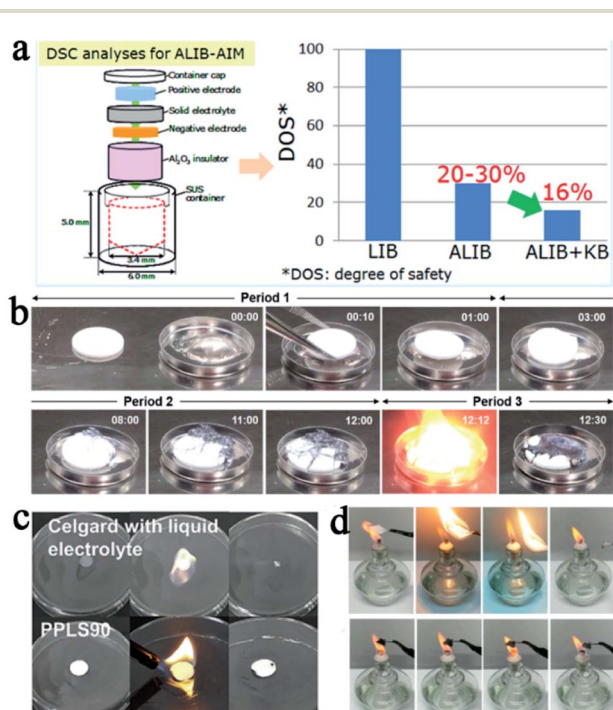 a
DSC analyses for ALIB-AIM
Container cap
Positive electrode
Solid electrolyte
Negative electrode
Al₂O₃ insulator
SUS
container
5.0 mm
3.4 mm
6.0 mm
DOS*
100
80
60
40
20
0
20-30%
16%
LIB
ALIB
ALIB+KB
*DOS: degree of safety
b
Period 1
00:00
00:10
01:00
03:00
Period 2
Period 3
08:00
11:00
12:00
12:12
12:30
c
Celgard with liquid
electrolyte
PPLS90
d